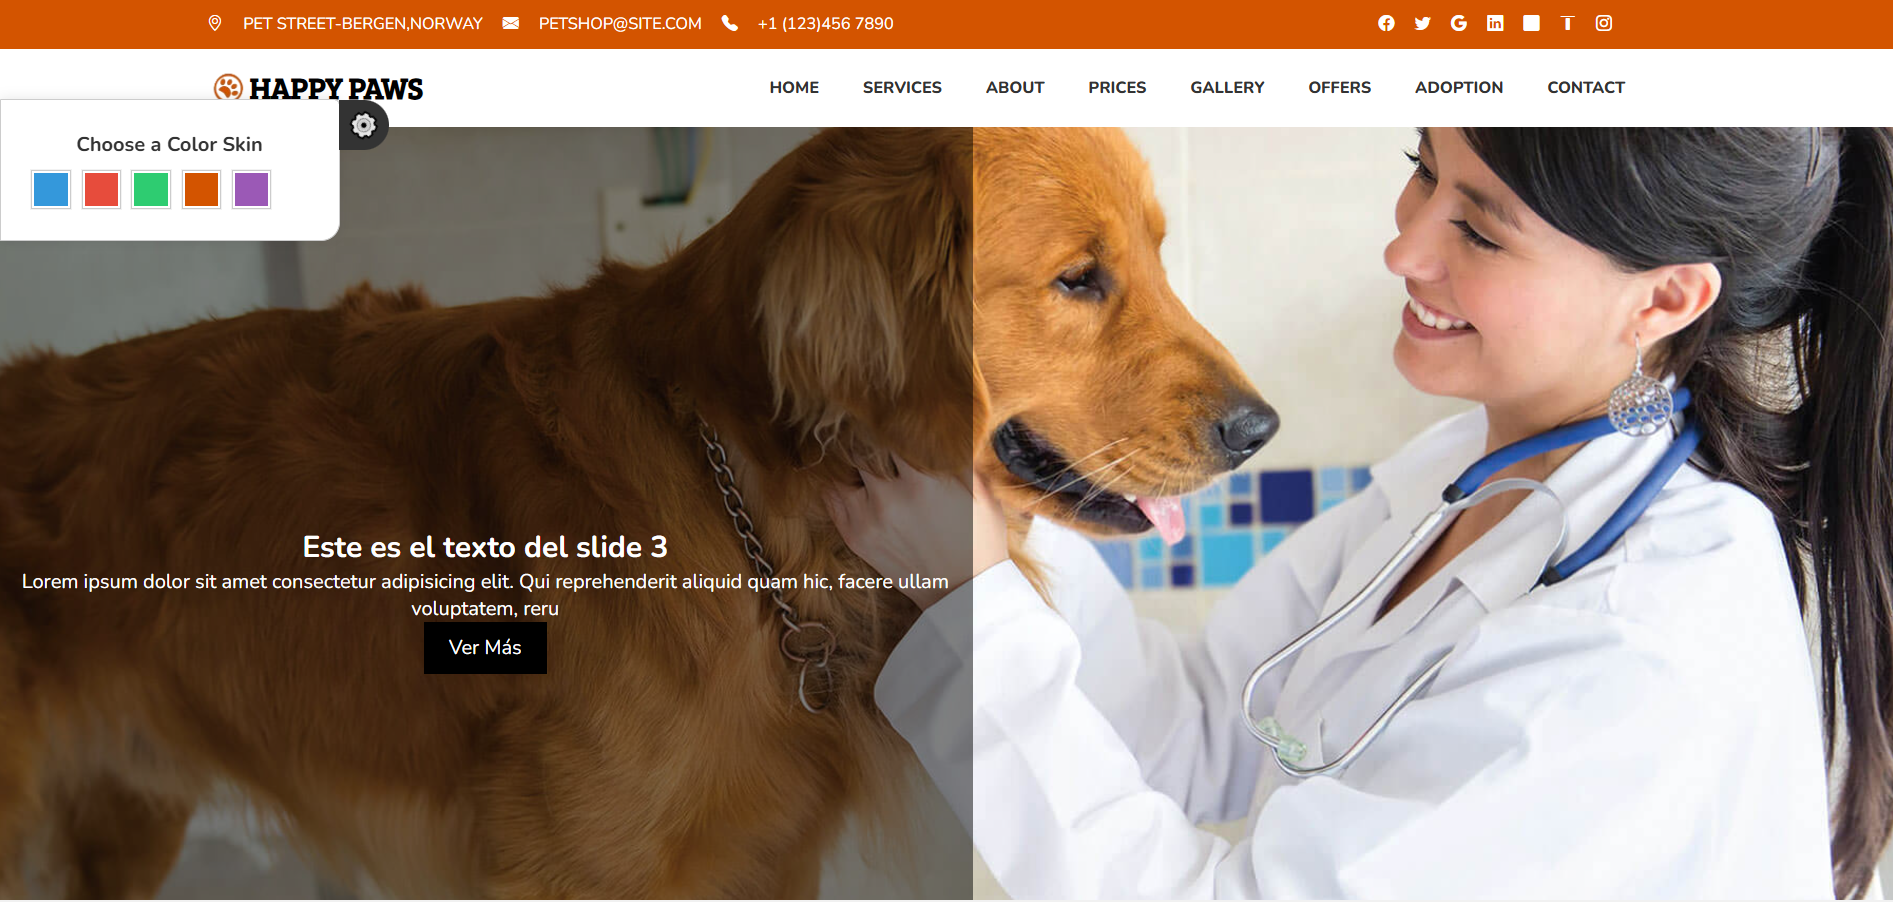 PET STREET-BERGEN,NORWAY PETSHOP@SITE.COM +1 (123)456 7890
HAPPY PAWS
HOME SERVICES ABOUT PRICES GALLERY OFFERS ADOPTION CONTACT
Choose a Color Skin
Este es el texto del slide 3
Lorem ipsum dolor sit amet consectetur adipisicing elit. Qui reprehenderit aliquid quam hic, facere ullam
voluptatem, reru
Ver Más